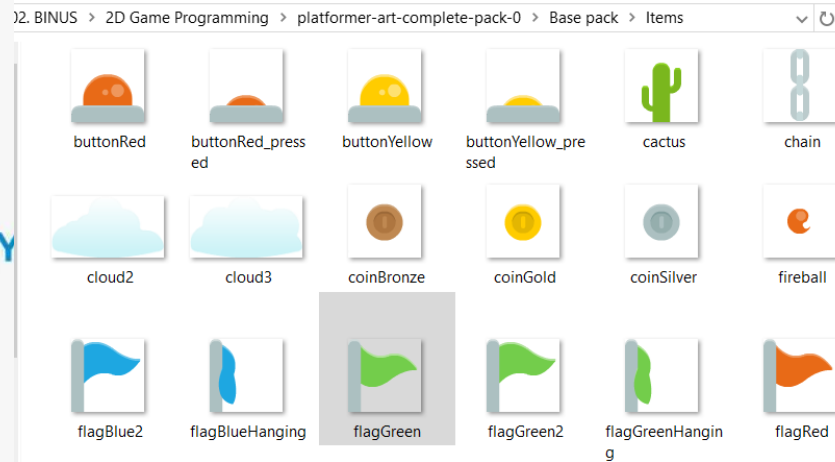 02. BINUS > 2D Game Programming > platformer-art-complete-pack-0 > Base pack > Items
buttonRed
buttonRed_press
ed
buttonYellow
buttonYellow_pre
ssed
cactus
chain
Y
cloud2
cloud3
coinBronze
coinGold
coinSilver
fireball
flagBlue2
flagBlueHanging
flagGreen
flagGreen2
flagGreenHangin
g
flagRed